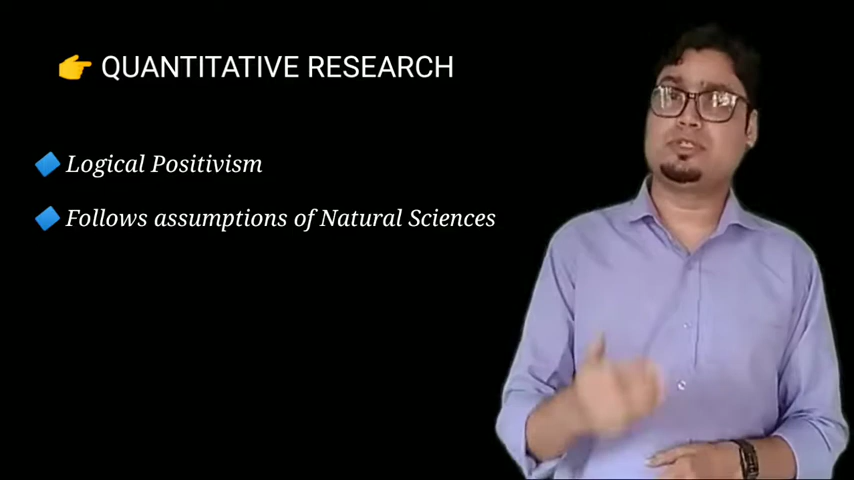 👉 QUANTITATIVE RESEARCH
🔷 Logical Positivism
🔷 Follows assumptions of Natural Sciences